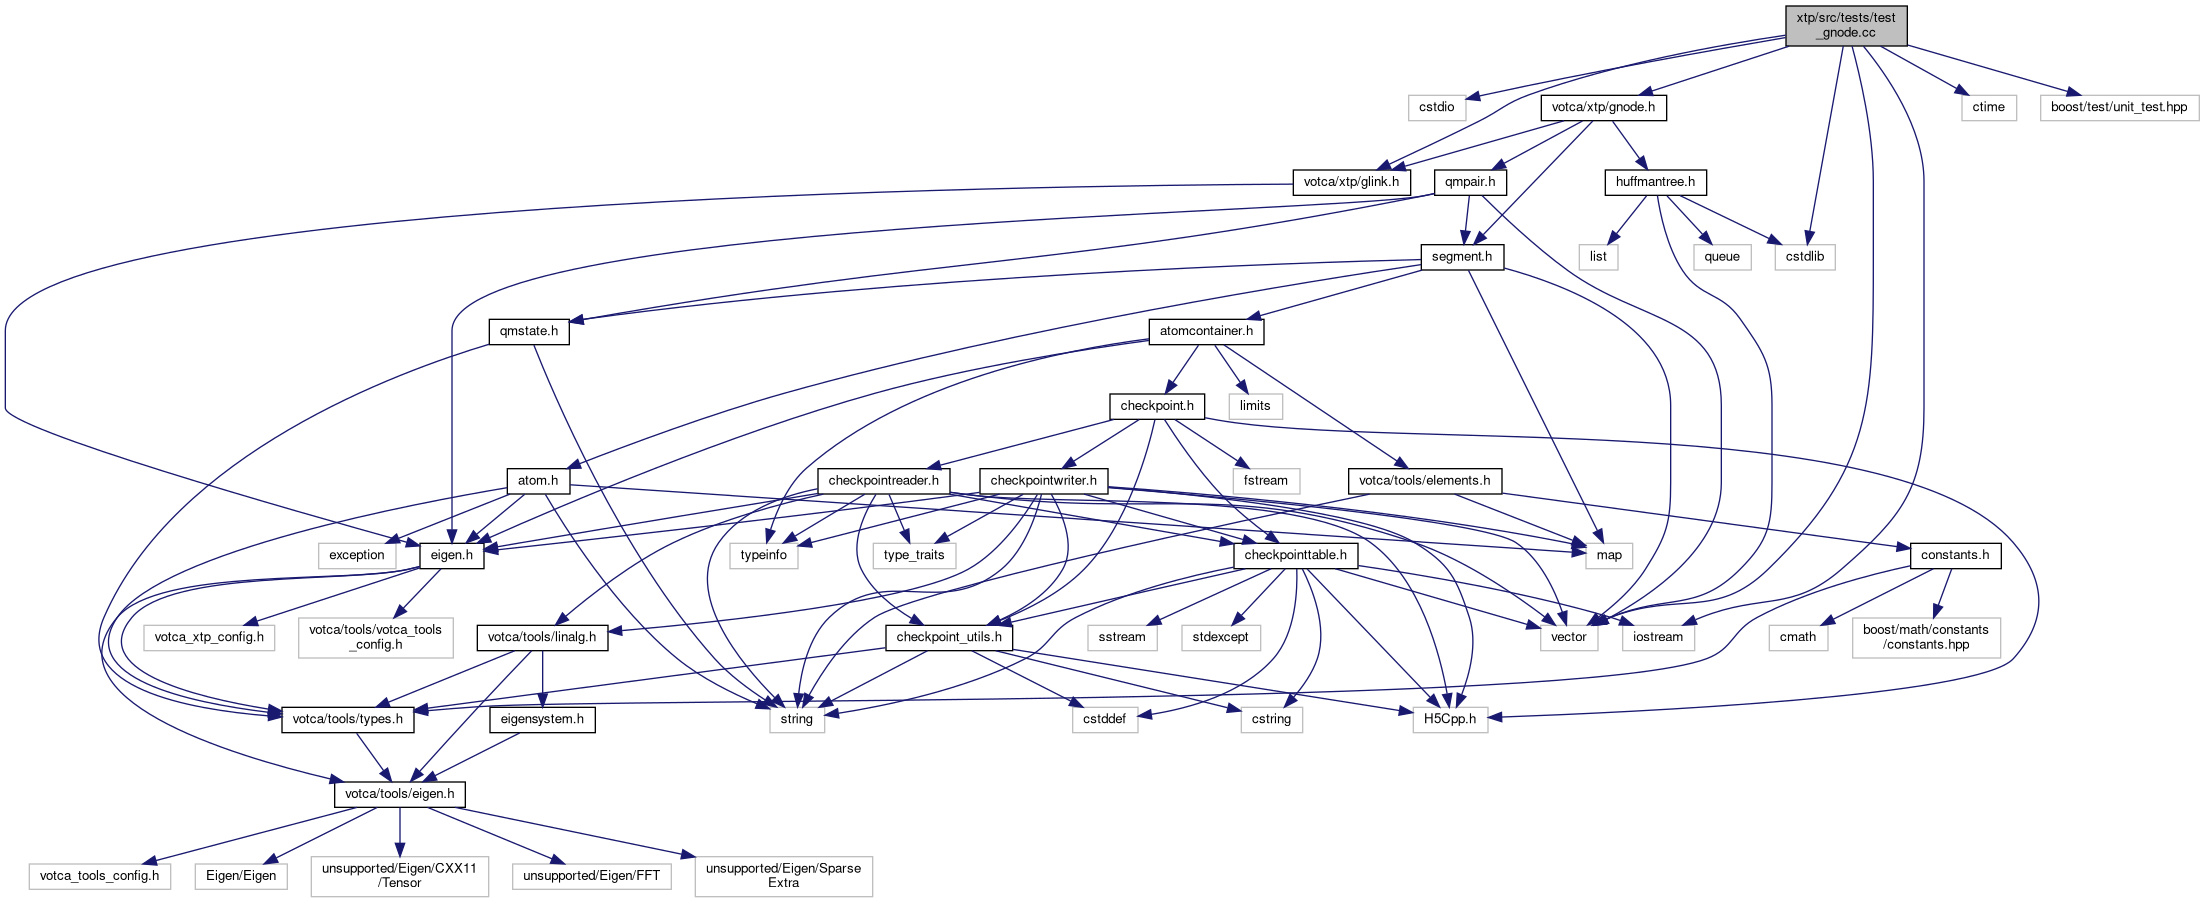 xtp/src/tests/test
_gnode.cc
cstdio
votca/xtp/gnode.h
ctime
boost/test/unit_test.hpp
votca/xtp/glink.h
qmpair.h
huffmantree.h
segment.h
list
queue
cstdlib
qmstate.h
atomcontainer.h
checkpoint.h
limits
atom.h
checkpointreader.h
checkpointwriter.h
fstream
votca/tools/elements.h
exception
eigen.h
typeinfo
type_traits
checkpointtable.h
map
constants.h
votca_xtp_config.h
votca/tools/votca_tools
_config.h
votca/tools/linalg.h
checkpoint_utils.h
sstream
stdexcept
vector
iostream
cmath
boost/math/constants
/constants.hpp
votca/tools/types.h
eigensystem.h
string
cstddef
cstring
H5Cpp.h
votca/tools/eigen.h
votca_tools_config.h
Eigen/Eigen
unsupported/Eigen/CXX11
/Tensor
unsupported/Eigen/FFT
unsupported/Eigen/Sparse
Extra